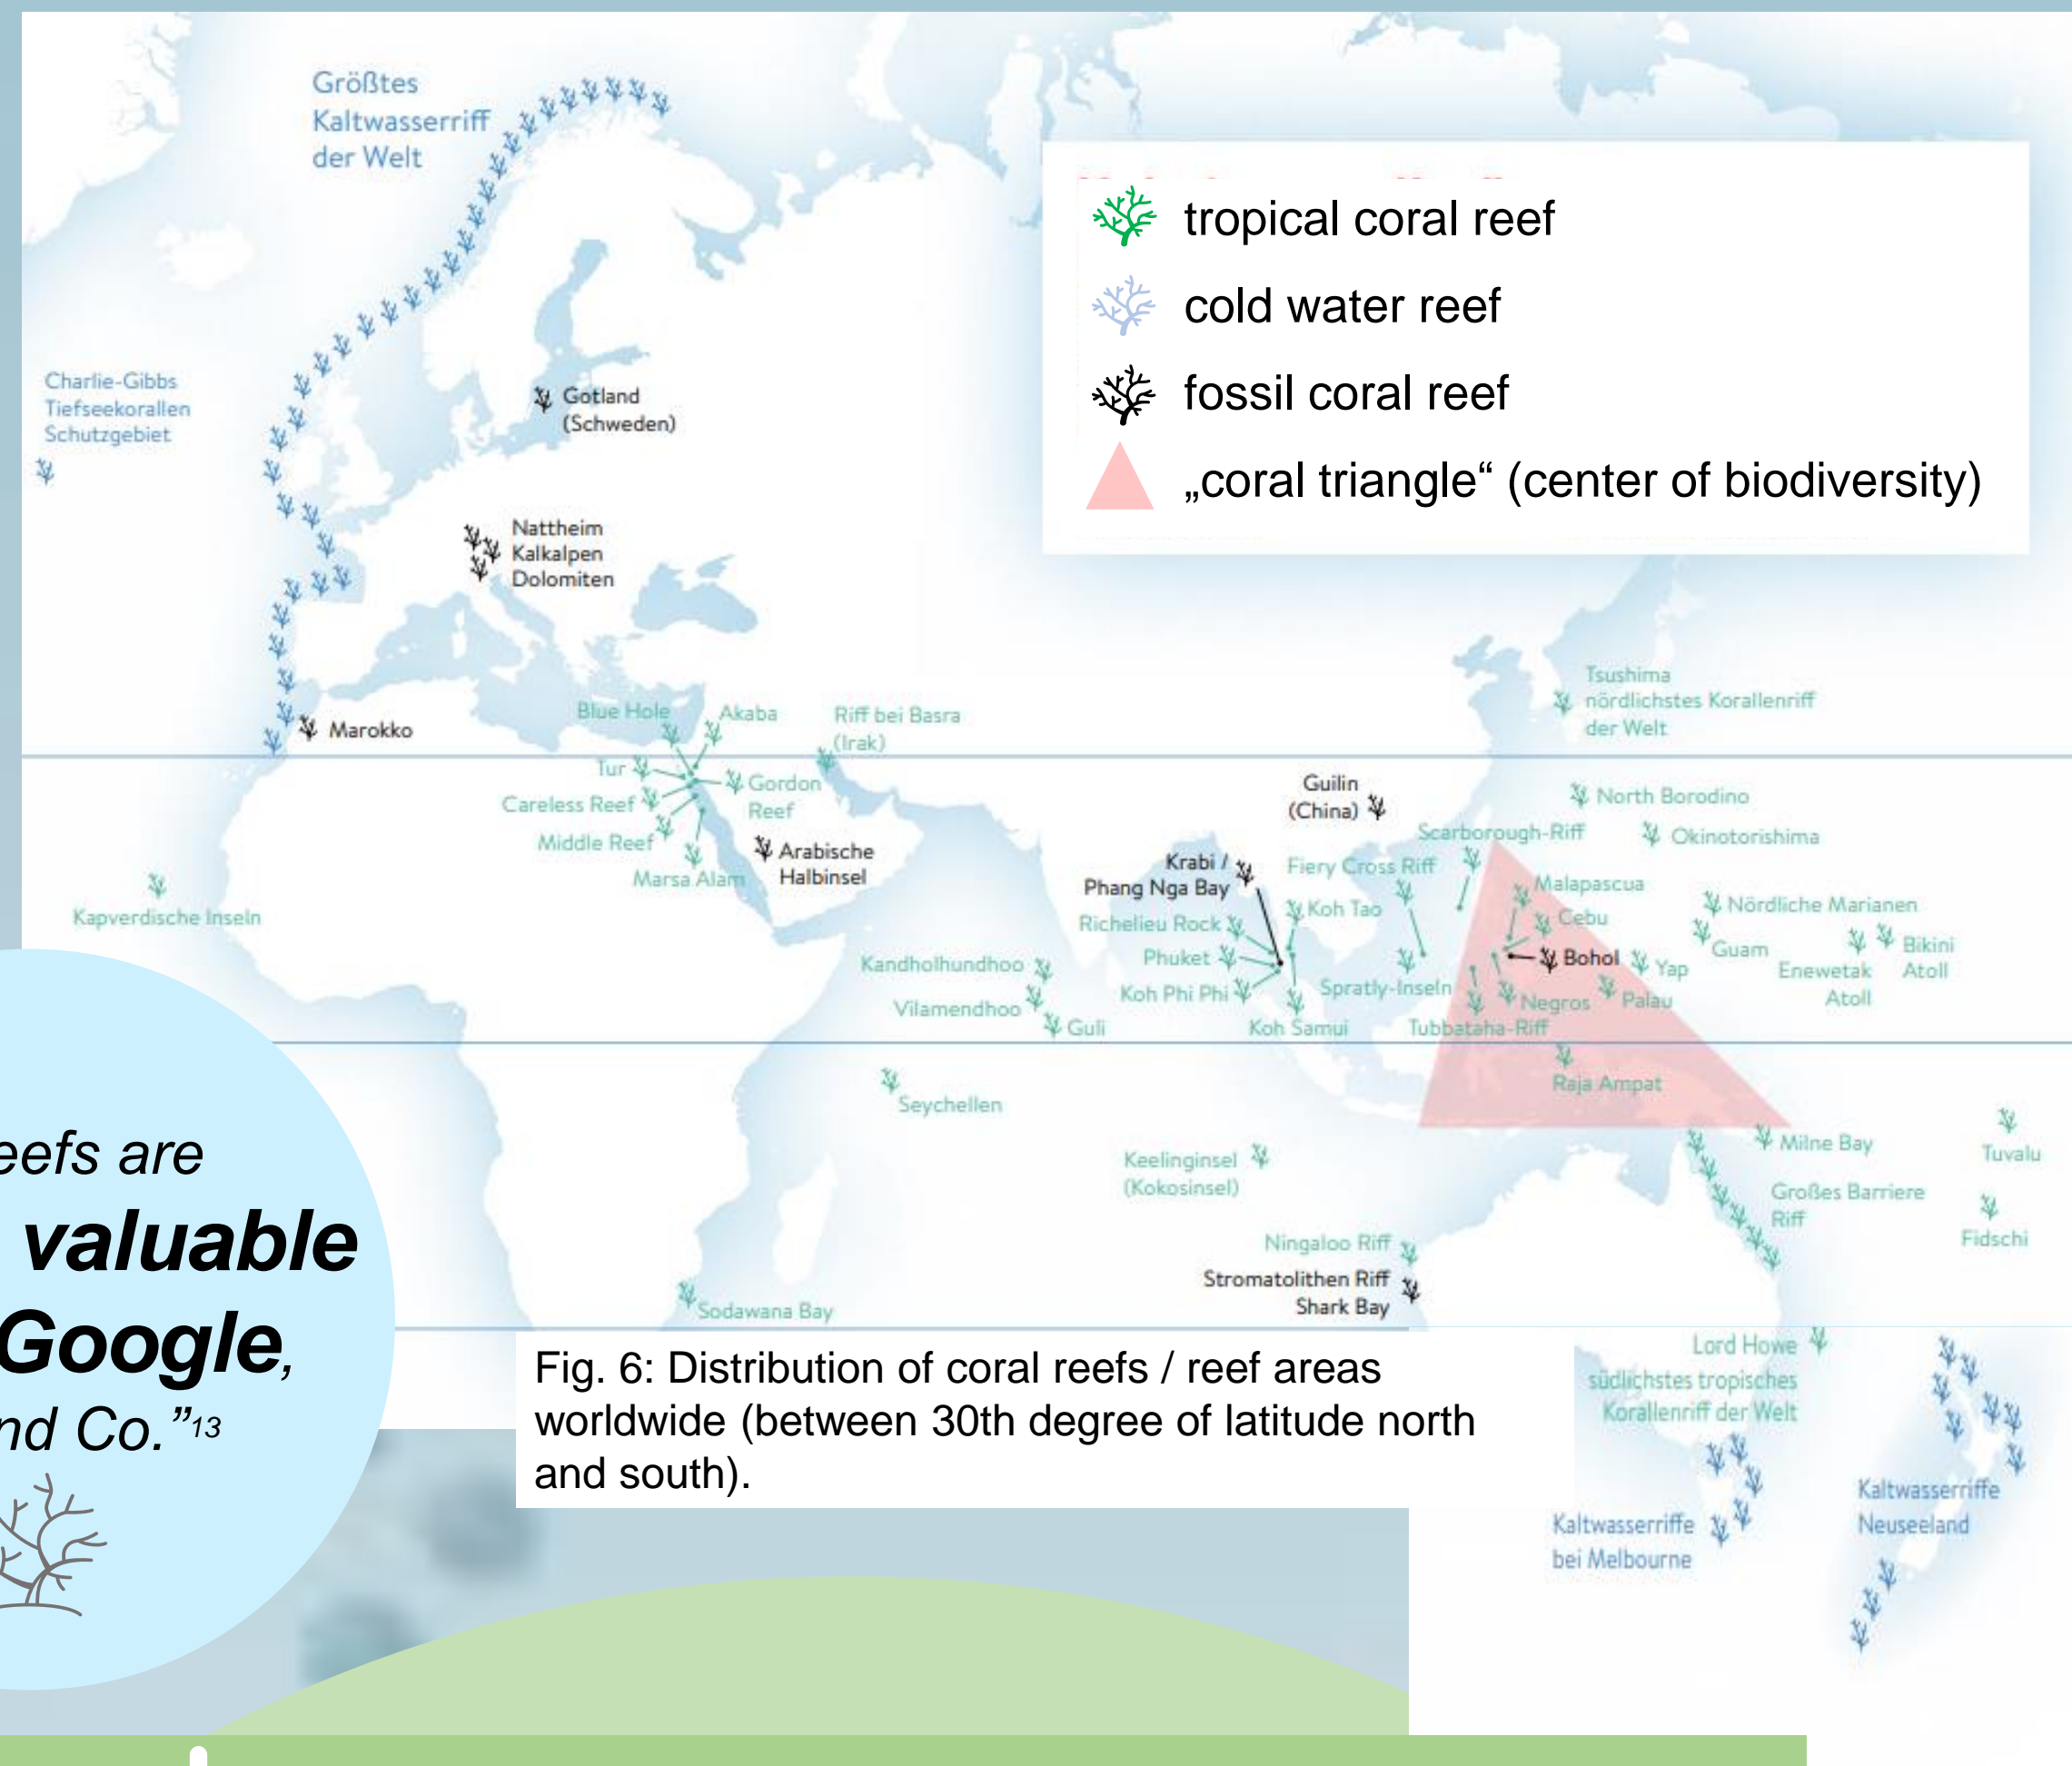 Größtes
Kaltwasserriff
der Welt
tropical coral reef
cold water reef
fossil coral reef
„coral triangle“ (center of biodiversity)
Charlie-Gibbs
Tiefseekorallen
Schutzgebiet
Gotland
(Schweden)
Nattheim
Kalkalpen
Dolomiten
Marokko
Blue Hole
Akaba
Riff bei Basra
(Irak)
Tur
Gordon
Reef
Careless Reef
Middle Reef
Marsa Alam
Arabische
Halbinsel
Kapverdische Inseln
Tsushima
nördlichstes Korallenriff
der Welt
Guilin
(China)
North Borodino
Okinotorishima
Scarborough-Riff
Krabi /
Phang Nga Bay
Fiery Cross Riff
Malapascua
Koh Tao
Cebu
Nördliche Marianen
Richelieu Rock
Guam
Bikini
Atoll
Enewetak
Atoll
Phuket
Bohol
Yap
Kandholhundhoo
Koh Phi Phi
Spratly-Inseln
Negros
Palau
Vilamendhoo
Guli
Koh Samui
Tubbataha-Riff
Raja Ampat
Seychellen
Keelinginsel
(Kokosinsel)
Milne Bay
Tuvalu
Großes Barriere
Riff
Fidschi
Ningaloo Riff
Stromatolithen Riff
Shark Bay
Sodawana Bay
eefs are
valuable
Google,
nd Co.”13
Fig. 6: Distribution of coral reefs / reef areas
worldwide (between 30th degree of latitude north
and south).
Lord Howe
südlichstes tropisches
Korallenriff der Welt
Kaltwasserriffe
bei Melbourne
Kaltwasserriffe
Neuseeland